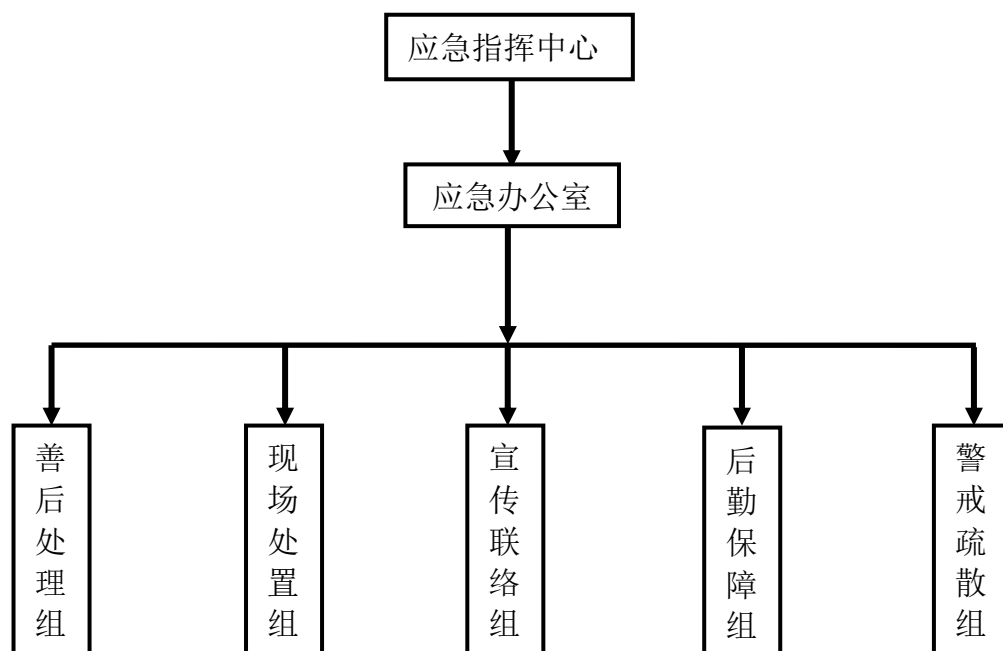 应急指挥中心
应急办公室
善后处理组
现场处置组
宣传联络组
后勤保障组
警戒疏散组